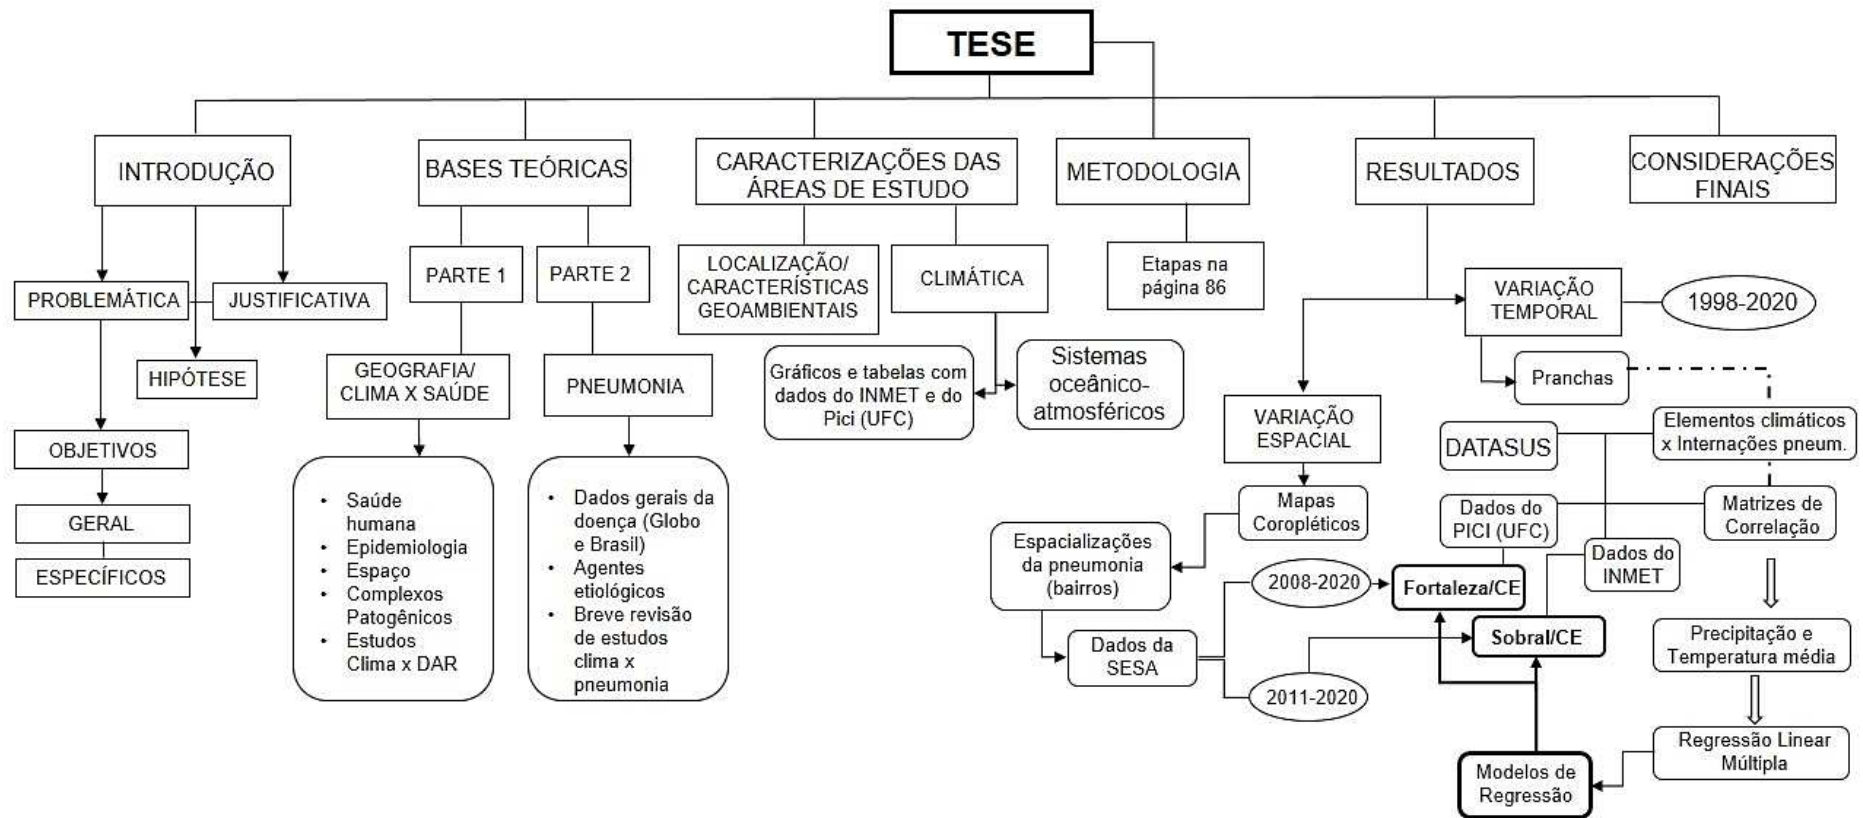 TESE
INTRODUÇÃO
BASES TEÓRICAS
CARACTERIZAÇÕES DAS
ÁREAS DE ESTUDO
METODOLOGIA
RESULTADOS
CONSIDERAÇÕES
FINAIS
PROBLEMÁTICA
JUSTIFICATIVA
HIPÓTESE
OBJETIVOS
GERAL
ESPECÍFICOS
PARTE 1
PARTE 2
GEOGRAFIA/
CLIMA X SAÚDE
PNEUMONIA
• Saúde
humana
• Epidemiologia
• Espaço
• Complexos
Patogênicos
• Estudos
Clima x DAR
• Dados gerais da
doença (Globo
e Brasil)
• Agentes
etiológicos
• Breve revisão
de estudos
clima x
pneumonia
LOCALIZAÇÃO/
CARACTERÍSTICAS
GEOAMBIENTAIS
CLIMÁTICA
Gráficos e tabelas com
dados do INMET e do
Pici (UFC)
Sistemas
oceânico-
atmosféricos
Etapas na
página 86
VARIAÇÃO
TEMPORAL
1998-2020
Pranchas
VARIAÇÃO
ESPACIAL
Elementos climáticos
x Internações pneum.
DATASUS
Mapas
Coropléticos
Dados do
PICI (UFC)
Matrizes de
Correlação
Espacializações
da pneumonia
(bairros)
Dados do
INMET
2008-2020
Fortaleza/CE
Dados da
SESA
Sobral/CE
Precipitação e
Temperatura média
2011-2020
Regressão Linear
Múltipla
Modelos de
Regressão